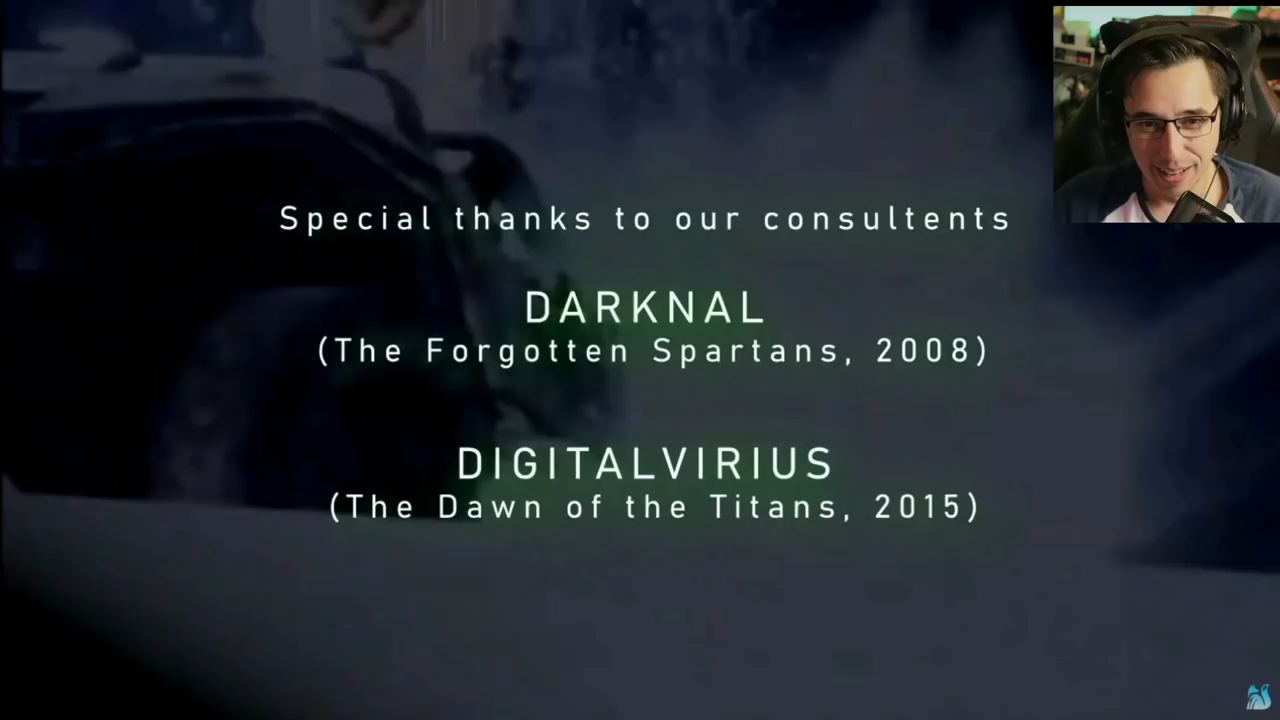 Special thanks to our consultents
DARKNAL
(The Forgotten Spartans, 2008)
DIGITALVIRIUS
(The Dawn of the Titans, 2015)